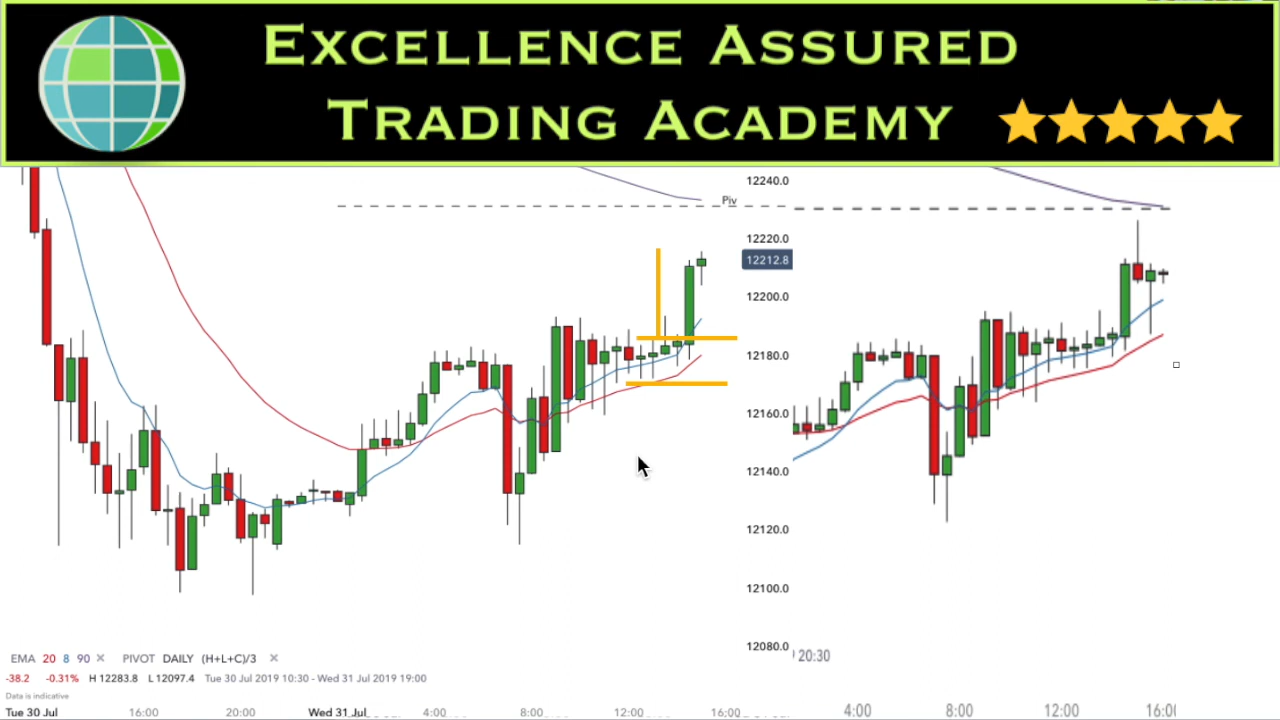 EXCELLENCE ASSURED
TRADING ACADEMY
12240.0
Piv
12220.0
12212.8
12200.0
12180.0
12160.0
12140.0
12120.0
12100.0
12080.0
20:30
EMA 20 8 90 × PIVOT DAILY (H+L+C)/3 ×
-38.2 -0.31% H 12283.8 L 12097.4 Tue 30 Jul 2019 10:30 - Wed 31 Jul 2019 19:00
Data is indicative
Tue 30 Jul 16:00 20:00 Wed 31 Jul 4:00 8:00 12:00 16:00 4:00 8:00 12:00 16:00